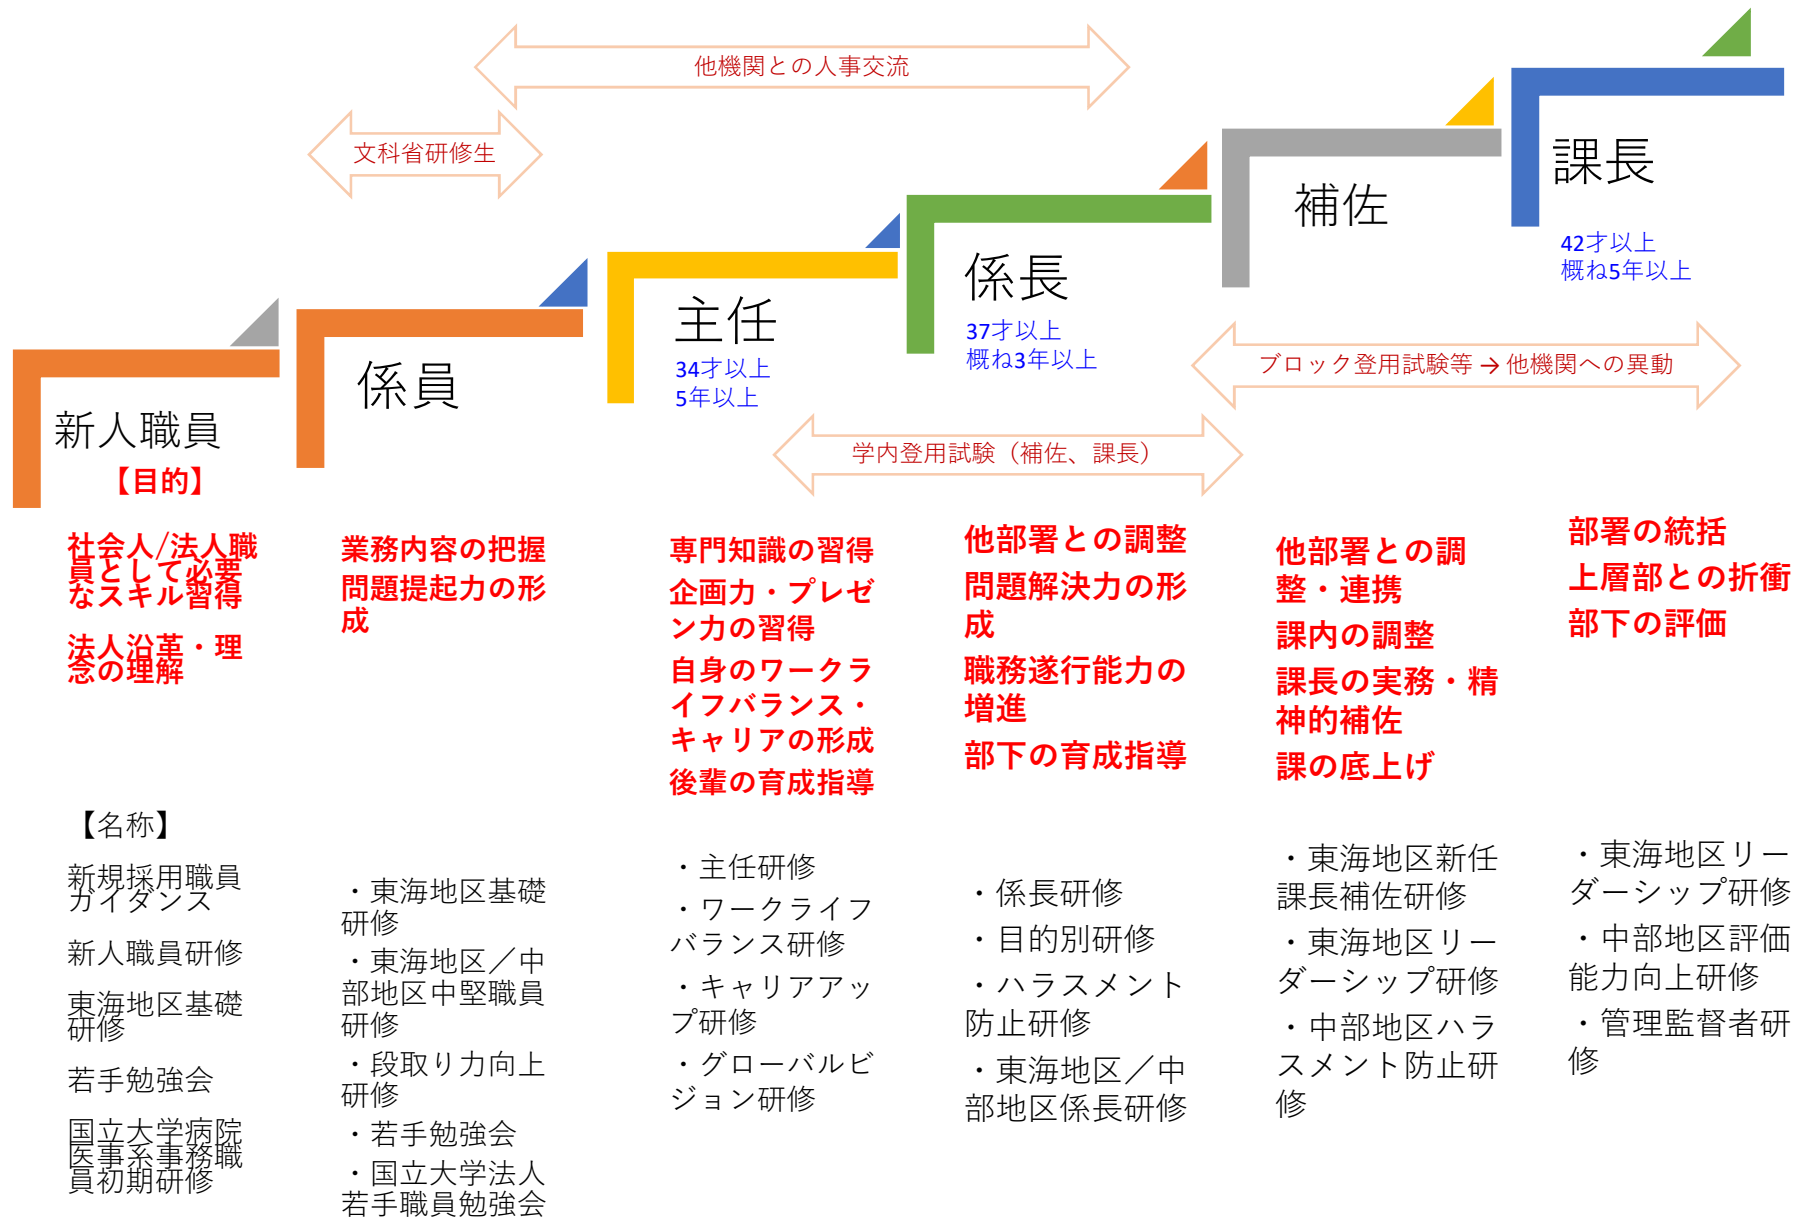 他機関との人事交流
文科省研修生
新人職員
係員
主任
34才以上
5年以上
係長
37才以上
概ね3年以上
補佐
課長
42才以上
概ね5年以上
ブロック登用試験等→他機関への異動
学内登用試験（補佐、課長）
【目的】
社会人/法人職
員として必要
なスキル習得
法人沿革・理
念の理解
業務内容の把握
問題提起力の形
成
専門知識の習得
企画力・プレゼ
ン力の習得
自身のワークラ
イフバランス・
キャリアの形成
後輩の育成指導
他部署との調整
問題解決力の形
成
職務遂行能力の
増進
部下の育成指導
他部署との調
整・連携
課内の調整
課長の実務・精
神的補佐
課の底上げ
部署の統括
上層部との折衝
部下の評価
【名称】
新規採用職員
ガイダンス
新人職員研修
東海地区基礎
研修
若手勉強会
国立大学病院
医事系事務職
員初期研修
・東海地区基礎
研修
・東海地区／中
部地区中堅職員
研修
・段取り力向上
研修
・若手勉強会
・国立大学法人
若手職員勉強会
・主任研修
・ワークライフ
バランス研修
・キャリアアッ
プ研修
・グローバルビ
ジョン研修
・係長研修
・目的別研修
・ハラスメント
防止研修
・東海地区／中
部地区係長研修
・東海地区新任
課長補佐研修
・東海地区リー
ダーシップ研修
・中部地区ハラ
スメント防止研
修
・東海地区リー
ダーシップ研修
・中部地区評価
能力向上研修
・管理監督者研
修